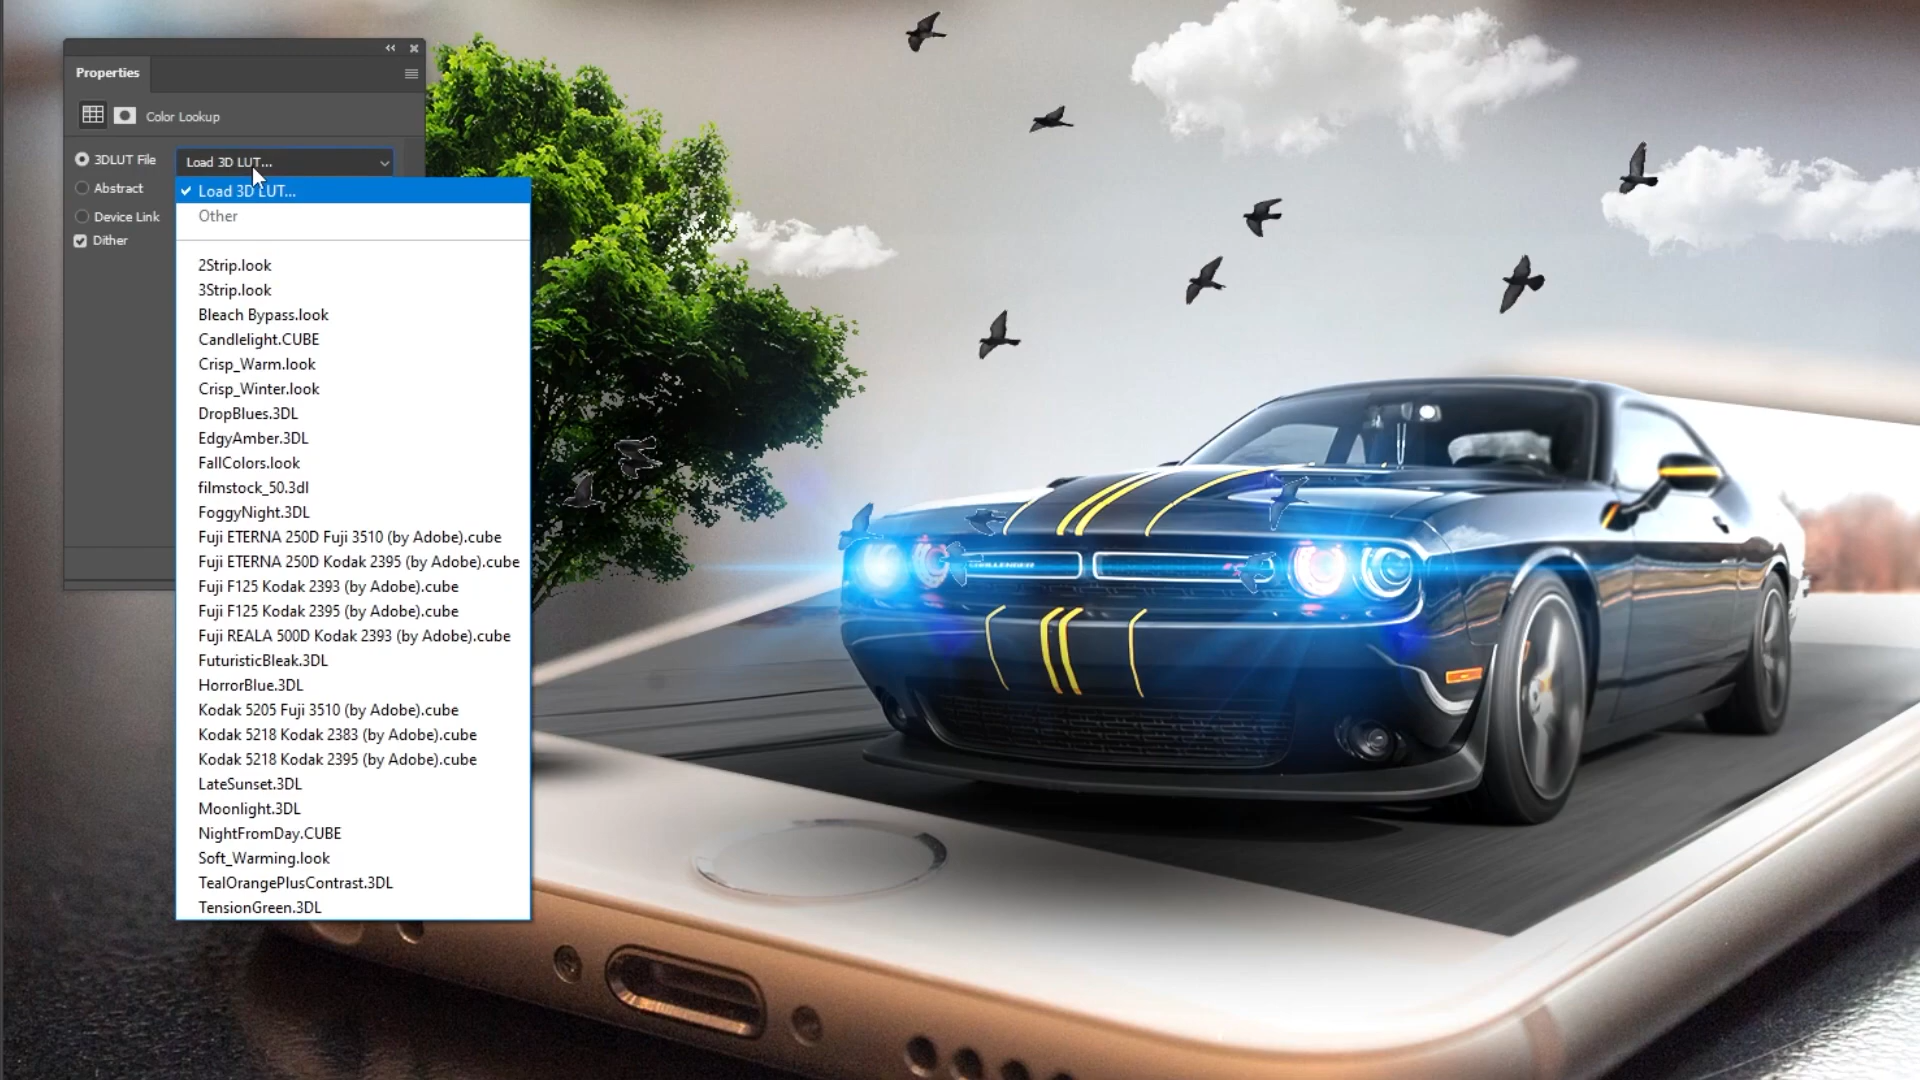 Properties
Color Lookup
3DLUT File
Load 3D LUT...
Abstract
Device Link
Dither
Load 3D LUT...
Other
2Strip.look
3Strip.look
Bleach Bypass.look
Candlelight.CUBE
Crisp_Warm.look
Crisp_Winter.look
DropBlues.3DL
EdgyAmber.3DL
FallColors.look
filmstock_50.3dl
FoggyNight.3DL
Fuji ETERNA 250D Fuji 3510 (by Adobe).cube
Fuji ETERNA 250D Kodak 2395 (by Adobe).cube
Fuji F125 Kodak 2393 (by Adobe).cube
Fuji F125 Kodak 2395 (by Adobe).cube
Fuji REALA 500D Kodak 2393 (by Adobe).cube
FuturisticBleak.3DL
HorrorBlue.3DL
Kodak 5205 Fuji 3510 (by Adobe).cube
Kodak 5218 Kodak 2383 (by Adobe).cube
Kodak 5218 Kodak 2395 (by Adobe).cube
LateSunset.3DL
Moonlight.3DL
NightFromDay.CUBE
Soft_Warming.look
TealOrangePlusContrast.3DL
TensionGreen.3DL
CHALLENGER